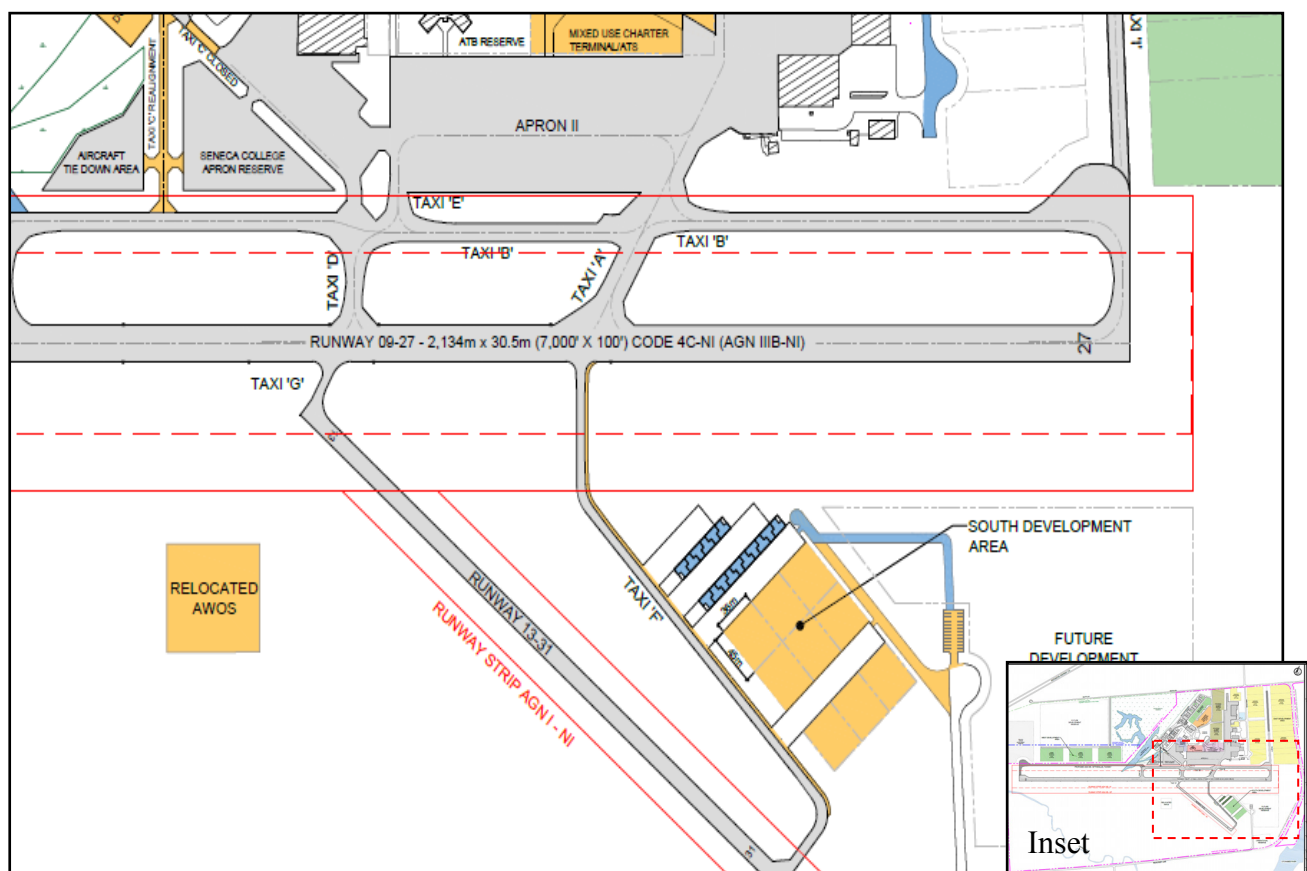 ATB RESERVE
MIXED USE CHARTER
TERMINAL/ATS
TAXI 'C' CLOSED
TAXI 'C' REALIGNMENT
APRON II
AIRCRAFT
TIE DOWN AREA
SENECA COLLEGE
APRON RESERVE
TAXI 'E'
TAXI 'B'
TAXI 'B'
TAXI 'D'
TAXI 'A'
RUNWAY 09-27 - 2,134m x 30.5m (7,000' X 100') CODE 4C-NI (AGN IIIB-NI)
27
TAXI 'G'
13
SOUTH DEVELOPMENT
AREA
RELOCATED
AWOS
RUNWAY 13-31
TAXI 'F'
RUNWAY STRIP AGN I - NI
36m
45m
FUTURE
DEVELOPMENT
31
Inset